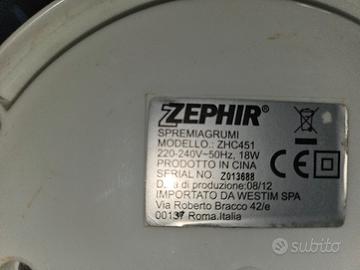 ZEPHIR®
SPREMIAGRUMI
MODELLO.: ZHC451
220-240V~50Hz, 18W
PRODOTTO IN CINA
SERIAL NO. Z013688
Data di produzione:08/12
IMPORTATO DA WESTIM SPA
Via Roberto Bracco 42/e
00137 Roma.Italia
CE
subito